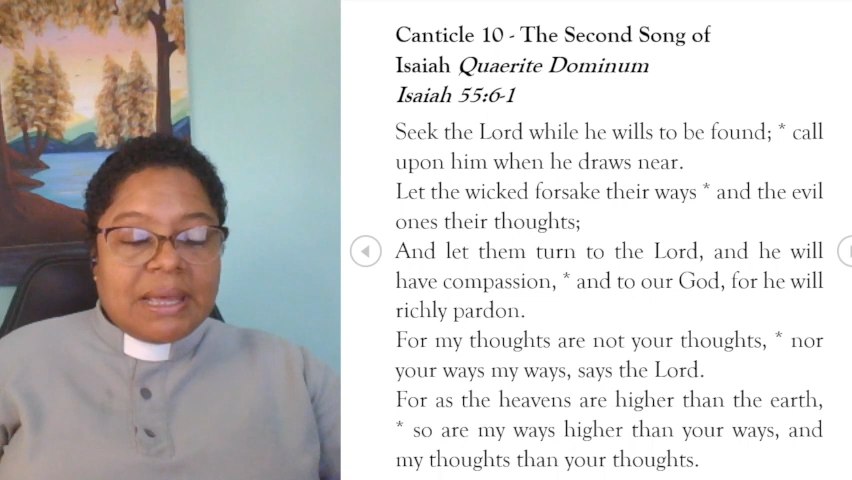 Canticle 10 - The Second Song of
Isaiah Quaerite Dominum
Isaiah 55:6-1
Seek the Lord while he wills to be found; * call
upon him when he draws near.
Let the wicked forsake their ways * and the evil
ones their thoughts;
And let them turn to the Lord, and he will
have compassion, * and to our God, for he will
richly pardon.
For my thoughts are not your thoughts, * nor
your ways my ways, says the Lord.
For as the heavens are higher than the earth,
* so are my ways higher than your ways, and
my thoughts than your thoughts.